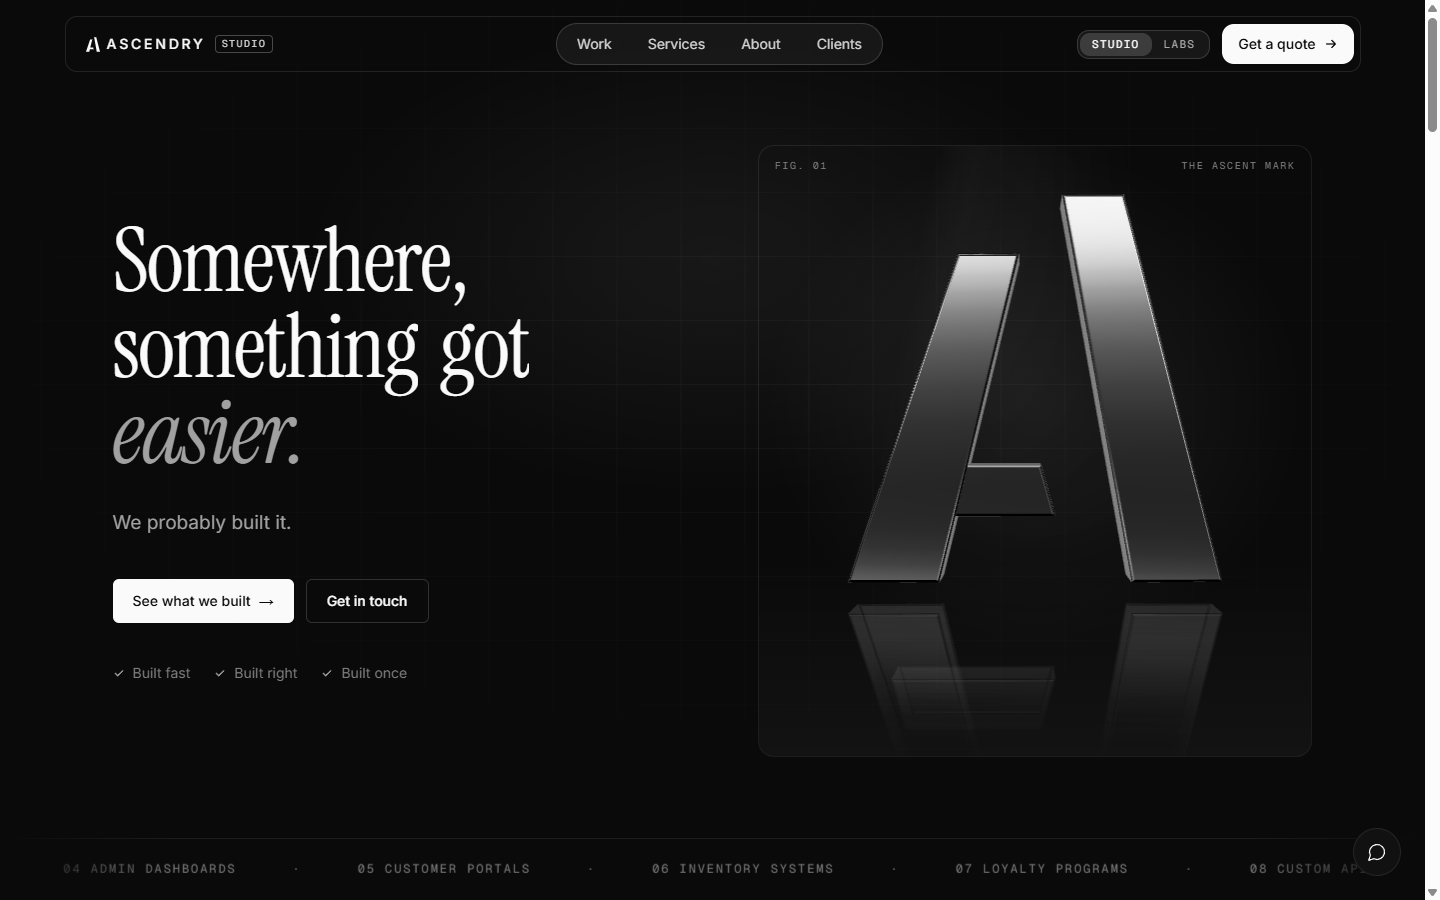 ASCENDRY STUDIO
Work Services About Clients
STUDIO LABS
Get a quote →
Somewhere,
something got
easier.
We probably built it.
See what we built →
Get in touch
✓ Built fast ✓ Built right ✓ Built once
FIG. 01
THE ASCENT MARK
04 ADMIN DASHBOARDS · 05 CUSTOMER PORTALS · 06 INVENTORY SYSTEMS · 07 LOYALTY PROGRAMS · 08 CUSTOM